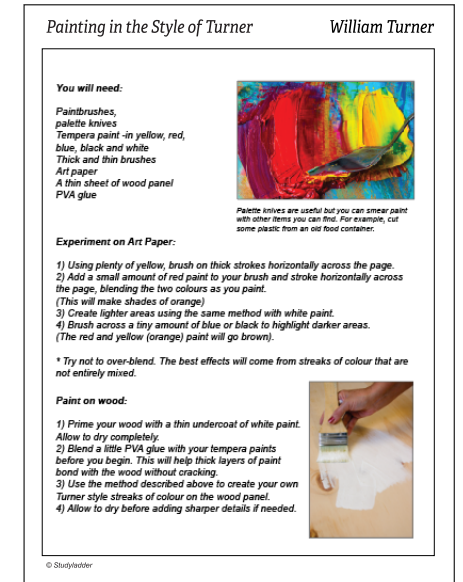 Painting in the Style of Turner
William Turner
You will need:
Paintbrushes,
palette knives
Tempera paint -in yellow, red,
blue, black and white
Thick and thin brushes
Art paper
A thin sheet of wood panel
PVA glue
Palette knives are useful but you can smear paint
with other items you can find. For example, cut
some plastic from an old food container.
Experiment on Art Paper:
1) Using plenty of yellow, brush on thick strokes horizontally across the page.
2) Add a small amount of red paint to your brush and stroke horizontally across
the page, blending the two colours as you paint.
(This will make shades of orange)
3) Create lighter areas using the same method with white paint.
4) Brush across a tiny amount of blue or black to highlight darker areas.
(The red and yellow (orange) paint will go brown).
* Try not to over-blend. The best effects will come from streaks of colour that are
not entirely mixed.
Paint on wood:
1) Prime your wood with a thin undercoat of white paint.
Allow to dry completely.
2) Blend a little PVA glue with your tempera paints
before you begin. This will help thick layers of paint
bond with the wood without cracking.
3) Use the method described above to create your own
Turner style streaks of colour on the wood panel.
4) Allow to dry before adding sharper details if needed.
© Studyladder